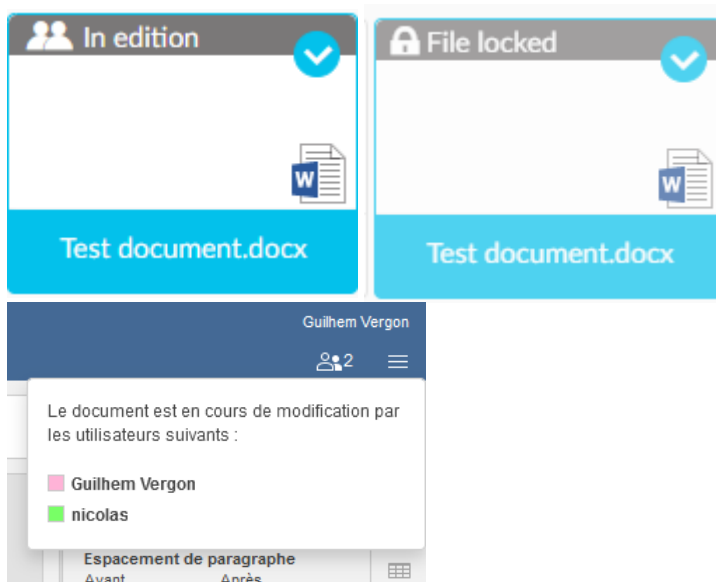 In edition
File locked
W
W
Test document.docx
Test document.docx
Guilhem Vergon
2
Le document est en cours de modification par
les utilisateurs suivants :
Guilhem Vergon
nicolas
Espacement de paragraphe
Avant Après